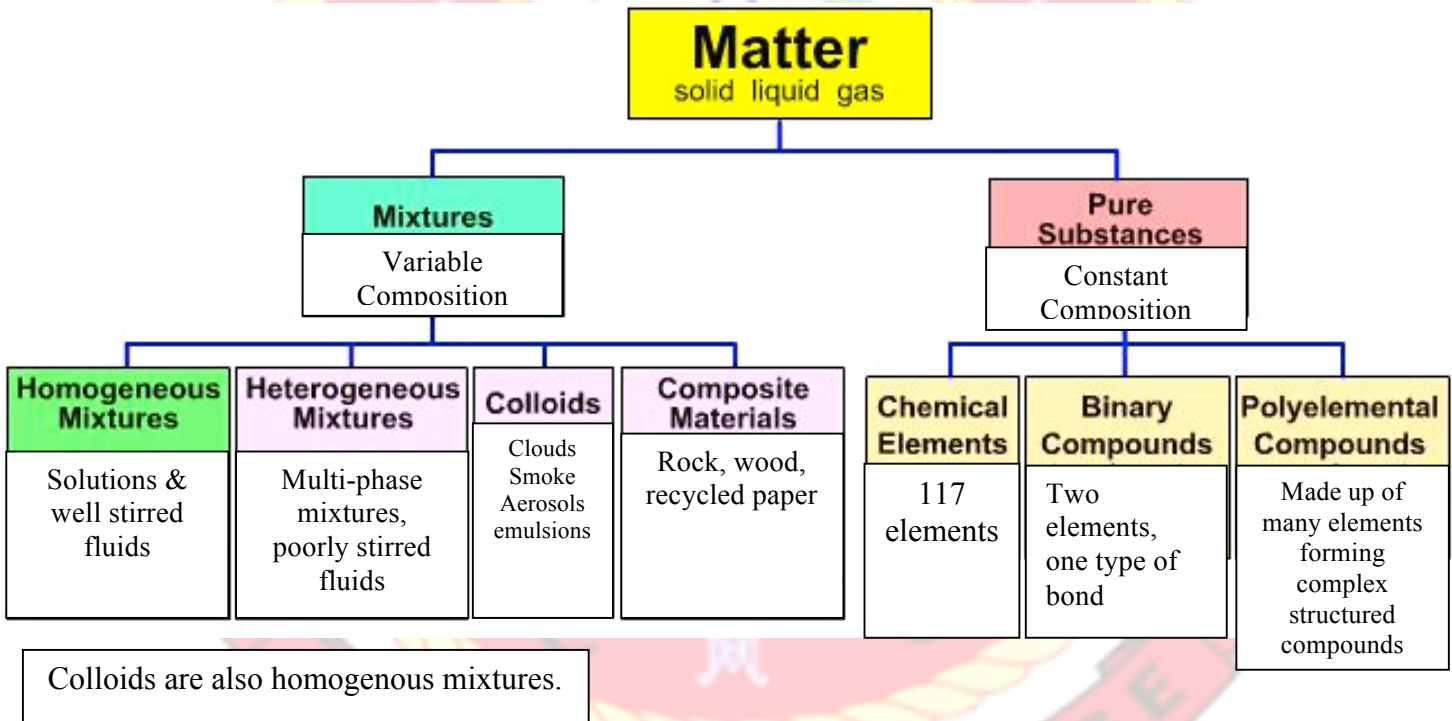 Matter
solid liquid gas
Mixtures
Variable
Composition
Pure
Substances
Constant
Composition
Homogeneous
Mixtures
Solutions &
well stirred
fluids
Heterogeneous
Mixtures
Multi-phase
mixtures,
poorly stirred
fluids
Colloids
Clouds
Smoke
Aerosols
emulsions
Composite
Materials
Rock, wood,
recycled paper
Chemical
Elements
117
elements
Binary
Compounds
Two
elements,
one type of
bond
Polyelemental
Compounds
Made up of
many elements
forming
complex
structured
compounds
Colloids are also homogenous mixtures.